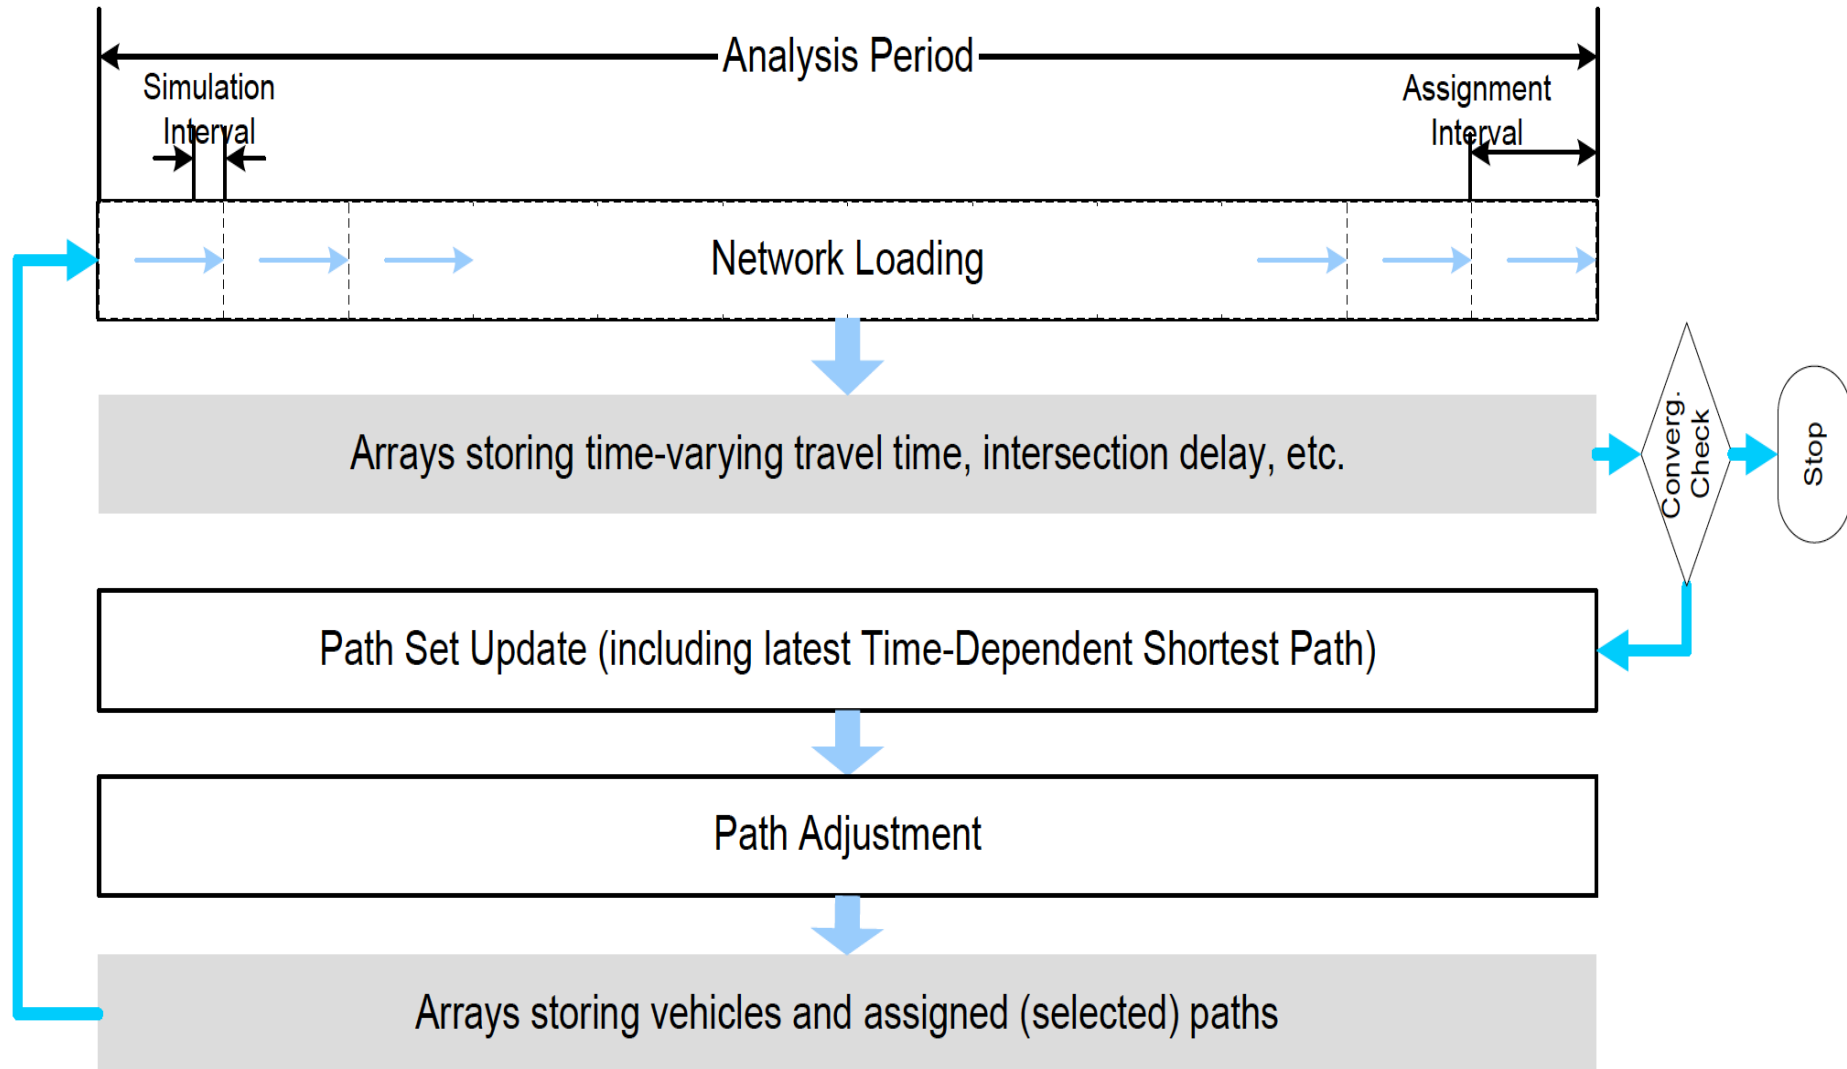 Analysis Period
Simulation
Interval
Assignment
Interval
Network Loading
Arrays storing time-varying travel time, intersection delay, etc.
Converg.
Check
Stop
Path Set Update (including latest Time-Dependent Shortest Path)
Path Adjustment
Arrays storing vehicles and assigned (selected) paths